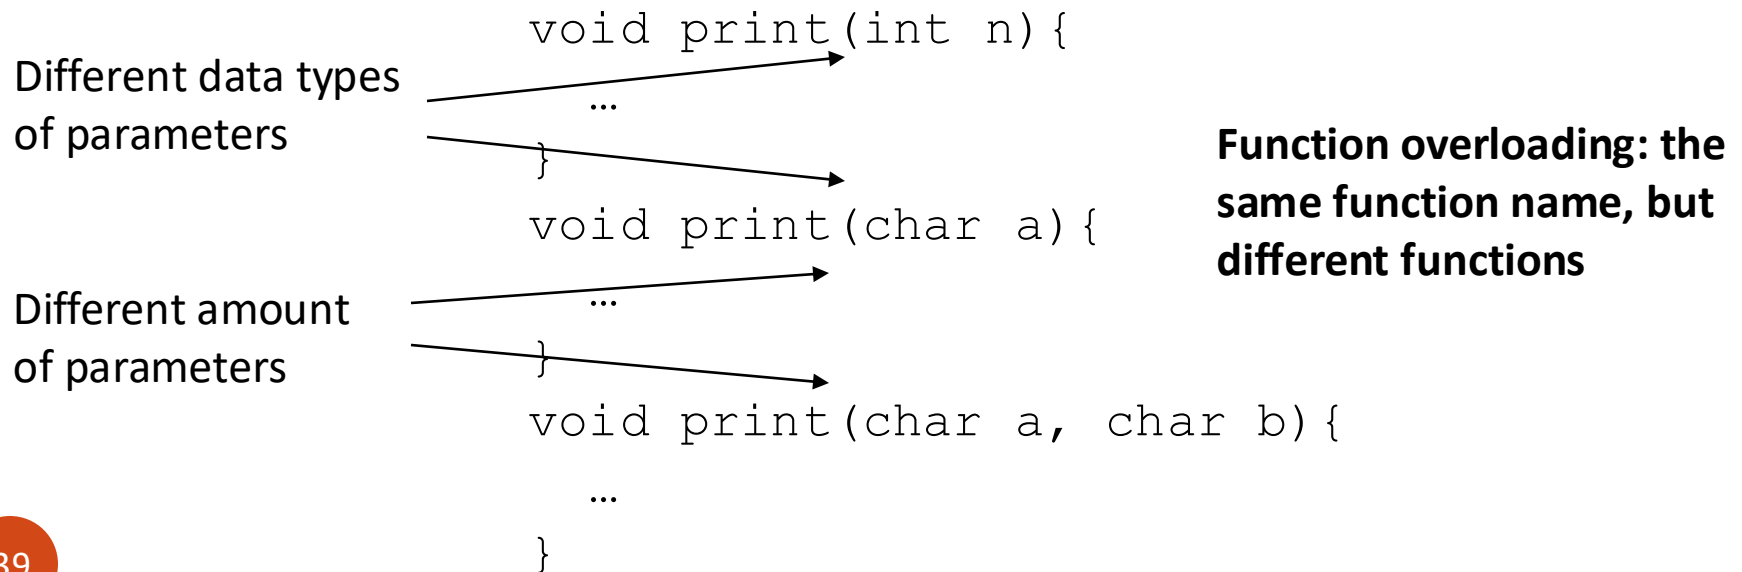 void print(int n){
Different data types
of parameters
…
}
Function overloading: the
same function name, but
different functions
void print(char a){
…
Different amount
of parameters
}
void print(char a, char b){
…
}
39